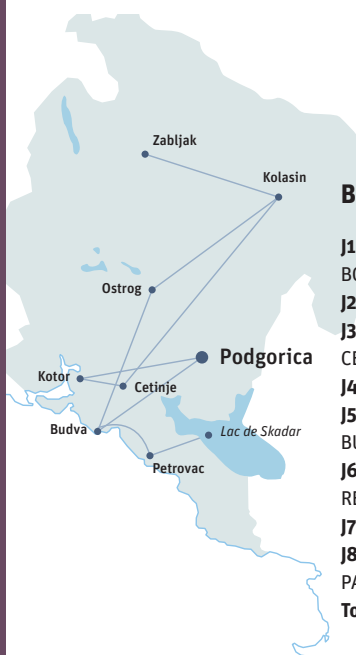 Zabljak
Kolasin
Ostrog
Podgorica
Kotor
Cetinje
Budva
Lac de Skadar
Petrovac
B
J1
BO
J2
J3
CE
J4
J5
BU
J6
RE
J7
J8
PA
To